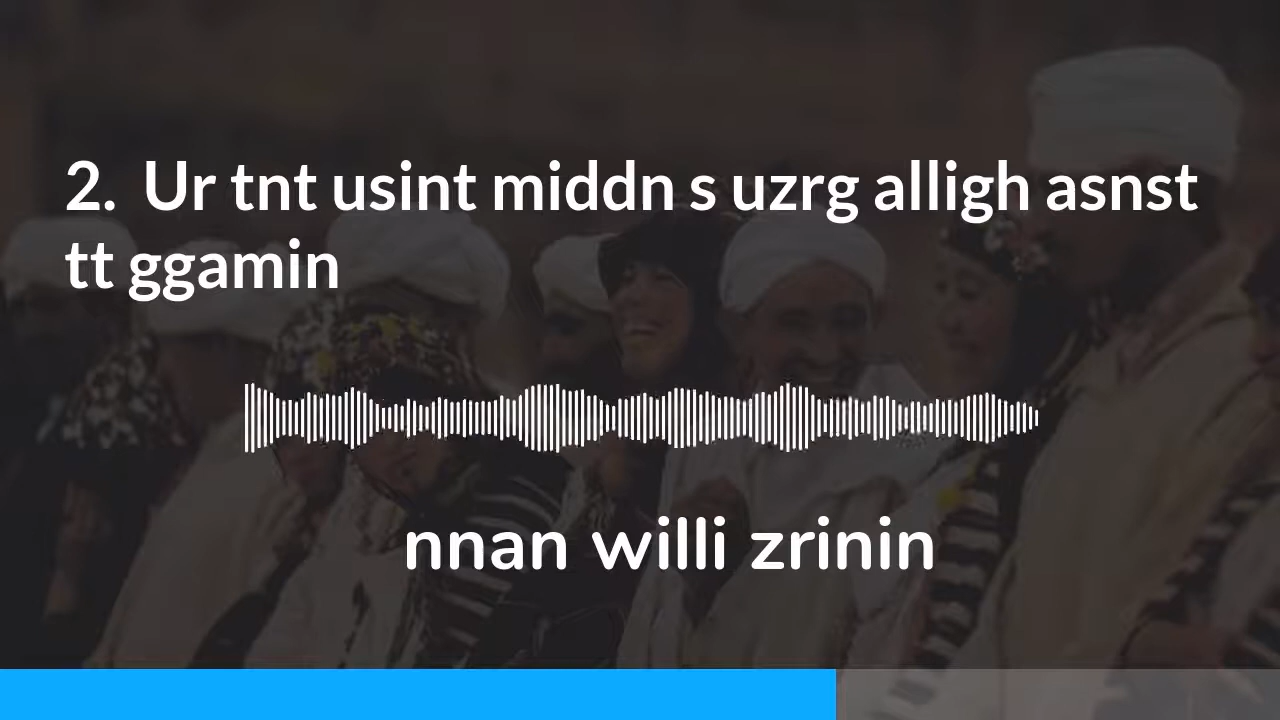 2. Ur tnt usint middn s uzrg alligh asnst
tt ggamin
nnan willi zrinin